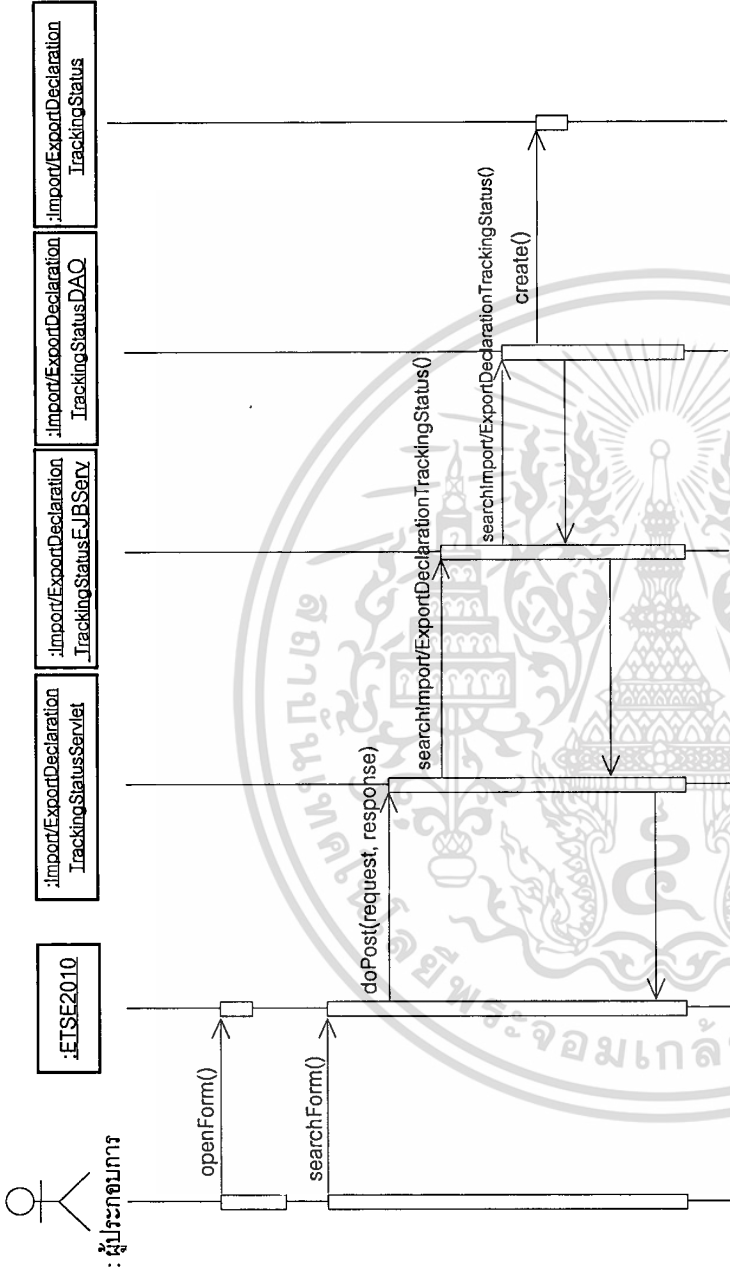 : ผู้ประกอบการ
:ETSE2010
:Import/ExportDeclaration
TrackingStatusServlet
:Import/ExportDeclaration
TrackingStatusEJBServ
:Import/ExportDeclaration
TrackingStatusDAO
:Import/ExportDeclaration
TrackingStatus
openForm()
searchForm()
doPost(request, response)
searchImport/ExportDeclarationTrackingStatus()
searchImport/ExportDeclarationTrackingStatus()
create()